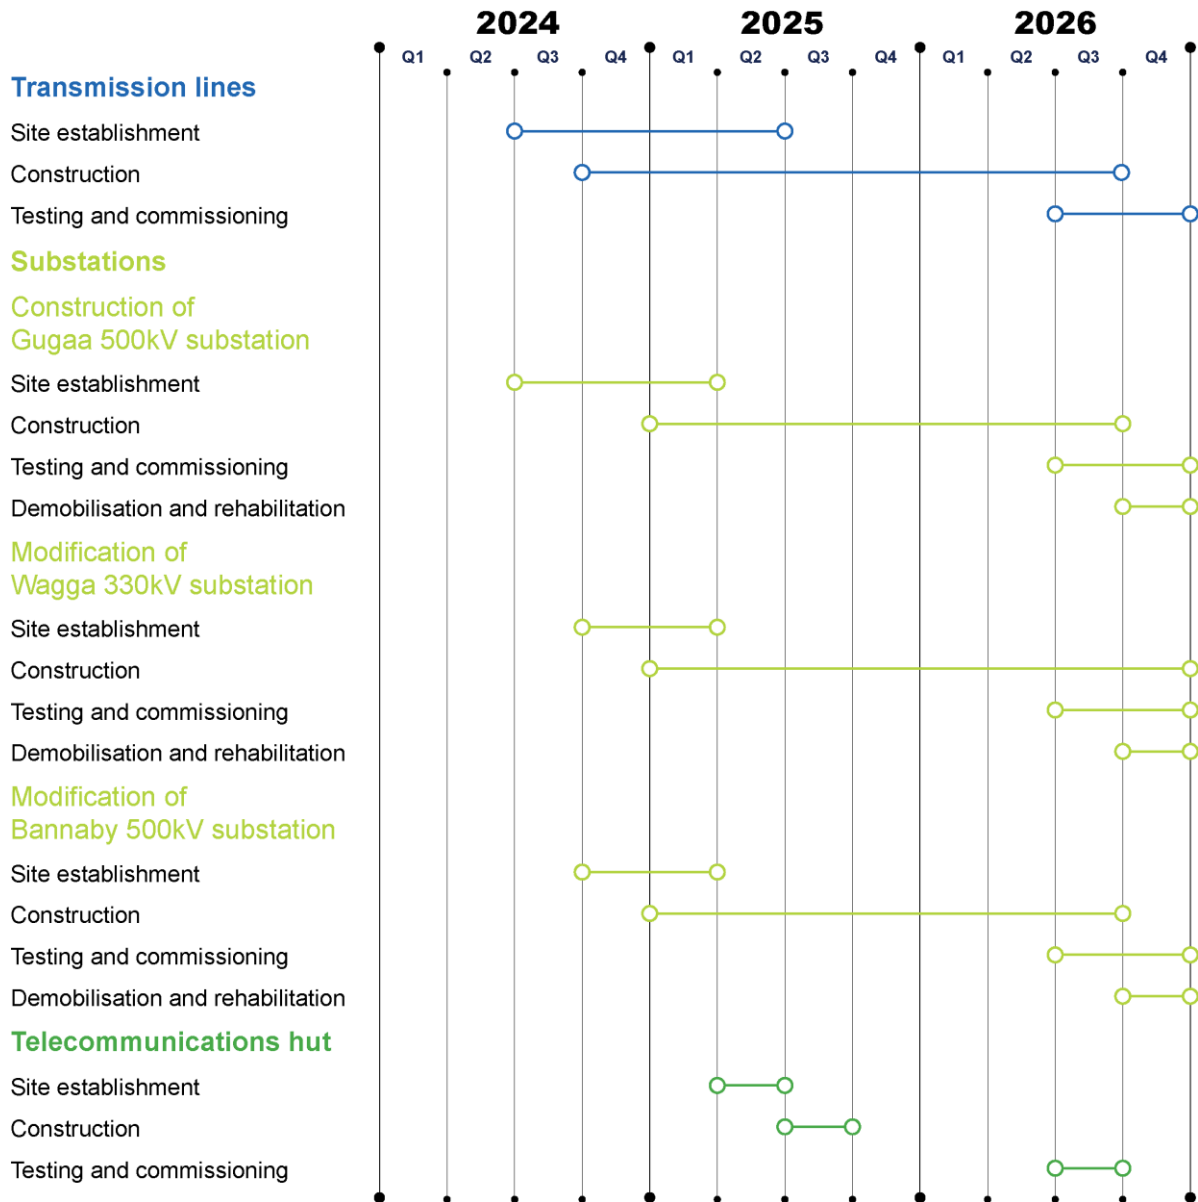 2024 2025 2026
Q1 Q2 Q3 Q4 Q1 Q2 Q3 Q4 Q1 Q2 Q3 Q4
Transmission lines
Site establishment
Construction
Testing and commissioning
Substations
Construction of
Gugaa 500kV substation
Site establishment
Construction
Testing and commissioning
Demobilisation and rehabilitation
Modification of
Wagga 330kV substation
Site establishment
Construction
Testing and commissioning
Demobilisation and rehabilitation
Modification of
Bannaby 500kV substation
Site establishment
Construction
Testing and commissioning
Demobilisation and rehabilitation
Telecommunications hut
Site establishment
Construction
Testing and commissioning